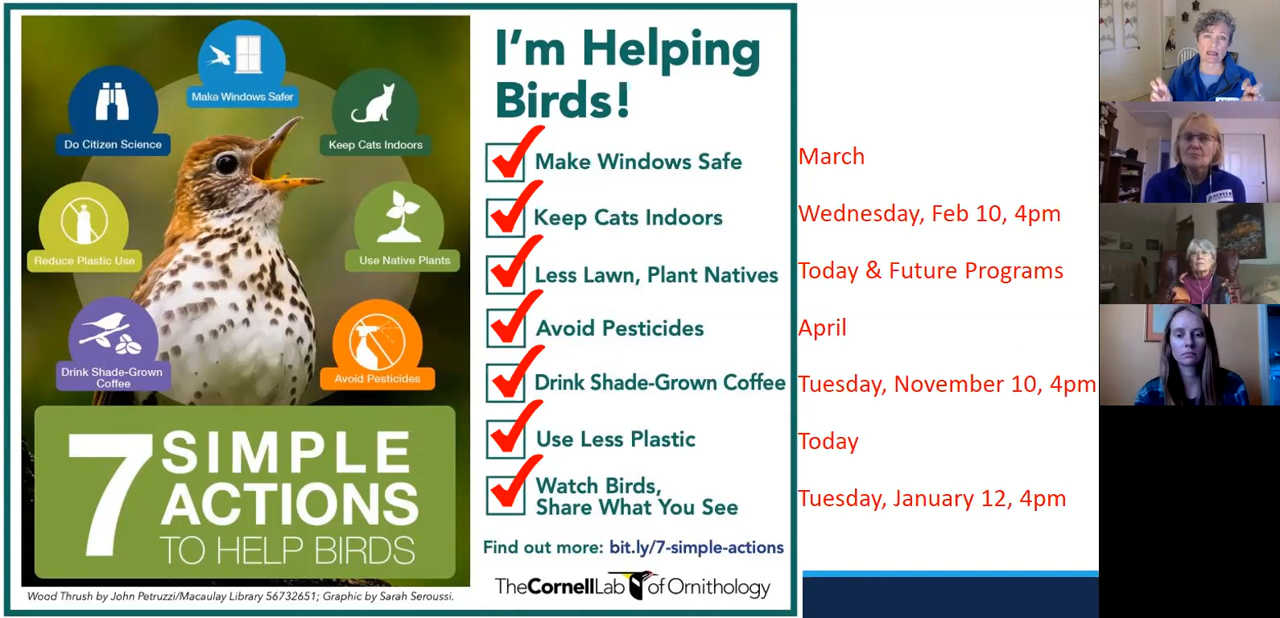 Make Windows Safer
Do Citizen Science
Keep Cats Indoors
Reduce Plastic Use
Use Native Plants
Drink Shade-Grown
Coffee
Avoid Pesticides
7 SIMPLE
ACTIONS
TO HELP BIRDS
Wood Thrush by John Petruzzi/Macaulay Library 56732651; Graphic by Sarah Seroussi.
I'm Helping
Birds!
Make Windows Safe
March
Keep Cats Indoors
Wednesday, Feb 10, 4pm
Less Lawn, Plant Natives
Today & Future Programs
Avoid Pesticides
April
Drink Shade-Grown Coffee
Tuesday, November 10, 4pm
Use Less Plastic
Today
Watch Birds,
Share What You See
Tuesday, January 12, 4pm
Find out more: bit.ly/7-simple-actions
TheCornellLab of Ornithology